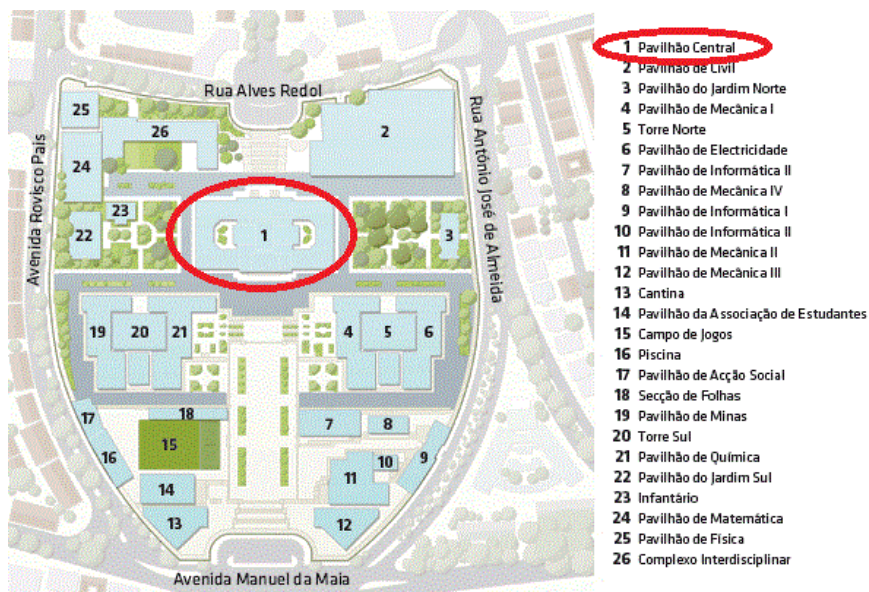 Rua Alves Redol
Rua António José de Almeida
Avenida Rovisco Pais
Avenida Manuel da Maia
25
26
2
24
23
22
1
3
19
20
21
4
5
6
17
18
7
8
15
16
10
9
11
14
13
12
1 Pavilhão Central
2 Pavilhão de Civil
3 Pavilhão do Jardim Norte
4 Pavilhão de Mecânica I
5 Torre Norte
6 Pavilhão de Electricidade
7 Pavilhão de Informática II
8 Pavilhão de Mecânica IV
9 Pavilhão de Informática I
10 Pavilhão de Informática II
11 Pavilhão de Mecânica II
12 Pavilhão de Mecânica III
13 Cantina
14 Pavilhão da Associação de Estudantes
15 Campo de Jogos
16 Piscina
17 Pavilhão de Acção Social
18 Secção de Folhas
19 Pavilhão de Minas
20 Torre Sul
21 Pavilhão de Química
22 Pavilhão do Jardim Sul
23 Infantário
24 Pavilhão de Matemática
25 Pavilhão de Física
26 Complexo Interdisciplinar